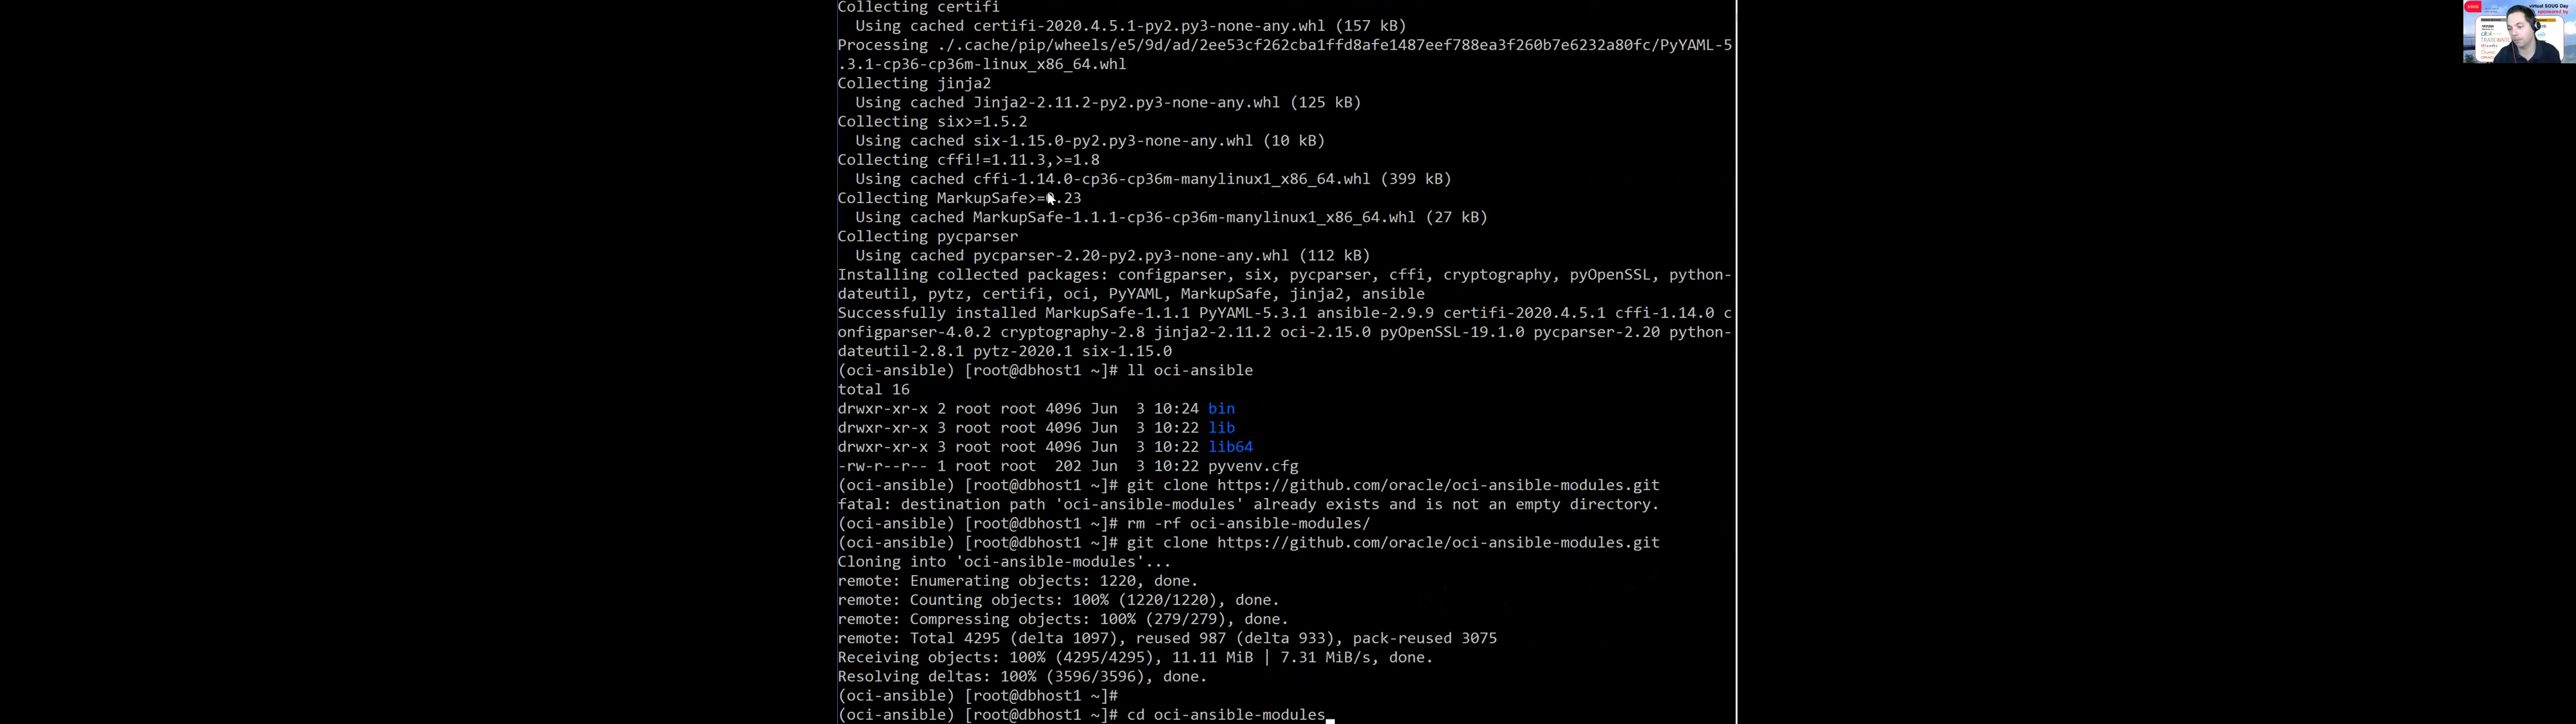 Collecting certifi
  Using cached certifi-2020.4.5.1-py2.py3-none-any.whl (157 kB)
Processing ./.cache/pip/wheels/e5/9d/ad/2ee53cf262cba1ffd8afe1487eef788ea3f260b7e6232a80fc/PyYAML-5
.3.1-cp36-cp36m-linux_x86_64.whl
Collecting jinja2
  Using cached Jinja2-2.11.2-py2.py3-none-any.whl (125 kB)
Collecting six>=1.5.2
  Using cached six-1.15.0-py2.py3-none-any.whl (10 kB)
Collecting cffi!=1.11.3,>=1.8
  Using cached cffi-1.14.0-cp36-cp36m-manylinux1_x86_64.whl (399 kB)
Collecting MarkupSafe>=0.23
  Using cached MarkupSafe-1.1.1-cp36-cp36m-manylinux1_x86_64.whl (27 kB)
Collecting pycparser
  Using cached pycparser-2.20-py2.py3-none-any.whl (112 kB)
Installing collected packages: configparser, six, pycparser, cffi, cryptography, pyOpenSSL, python-
dateutil, pytz, certifi, oci, PyYAML, MarkupSafe, jinja2, ansible
Successfully installed MarkupSafe-1.1.1 PyYAML-5.3.1 ansible-2.9.9 certifi-2020.4.5.1 cffi-1.14.0 c
onfigparser-4.0.2 cryptography-2.8 jinja2-2.11.2 oci-2.15.0 pyOpenSSL-19.1.0 pycparser-2.20 python-
dateutil-2.8.1 pytz-2020.1 six-1.15.0
(oci-ansible) [root@dbhost1 ~]# ll oci-ansible
total 16
drwxr-xr-x 2 root root 4096 Jun  3 10:24 bin
drwxr-xr-x 3 root root 4096 Jun  3 10:22 lib
drwxr-xr-x 3 root root 4096 Jun  3 10:22 lib64
-rw-r--r-- 1 root root  202 Jun  3 10:22 pyvenv.cfg
(oci-ansible) [root@dbhost1 ~]# git clone https://github.com/oracle/oci-ansible-modules.git
fatal: destination path 'oci-ansible-modules' already exists and is not an empty directory.
(oci-ansible) [root@dbhost1 ~]# rm -rf oci-ansible-modules/
(oci-ansible) [root@dbhost1 ~]# git clone https://github.com/oracle/oci-ansible-modules.git
Cloning into 'oci-ansible-modules'...
remote: Enumerating objects: 1220, done.
remote: Counting objects: 100% (1220/1220), done.
remote: Compressing objects: 100% (279/279), done.
remote: Total 4295 (delta 1097), reused 987 (delta 933), pack-reused 3075
Receiving objects: 100% (4295/4295), 11.11 MiB | 7.31 MiB/s, done.
Resolving deltas: 100% (3596/3596), done.
(oci-ansible) [root@dbhost1 ~]#
(oci-ansible) [root@dbhost1 ~]# cd oci-ansible-modules
virtual SOUG Day
sponsored by